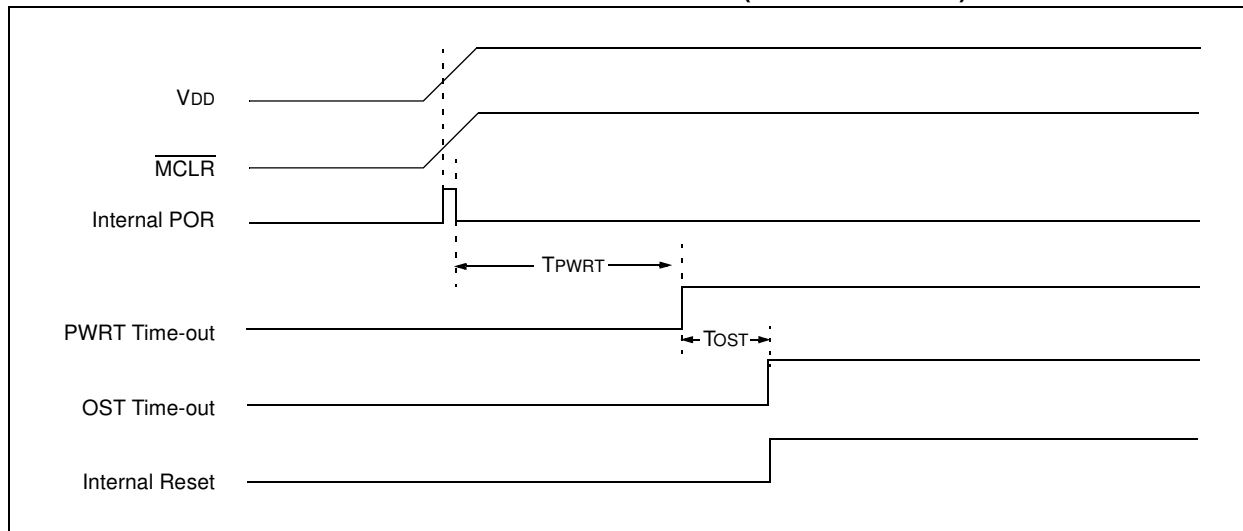 VDD
MCLR
Internal POR
TPWRT
PWRT Time-out
TOST
OST Time-out
Internal Reset